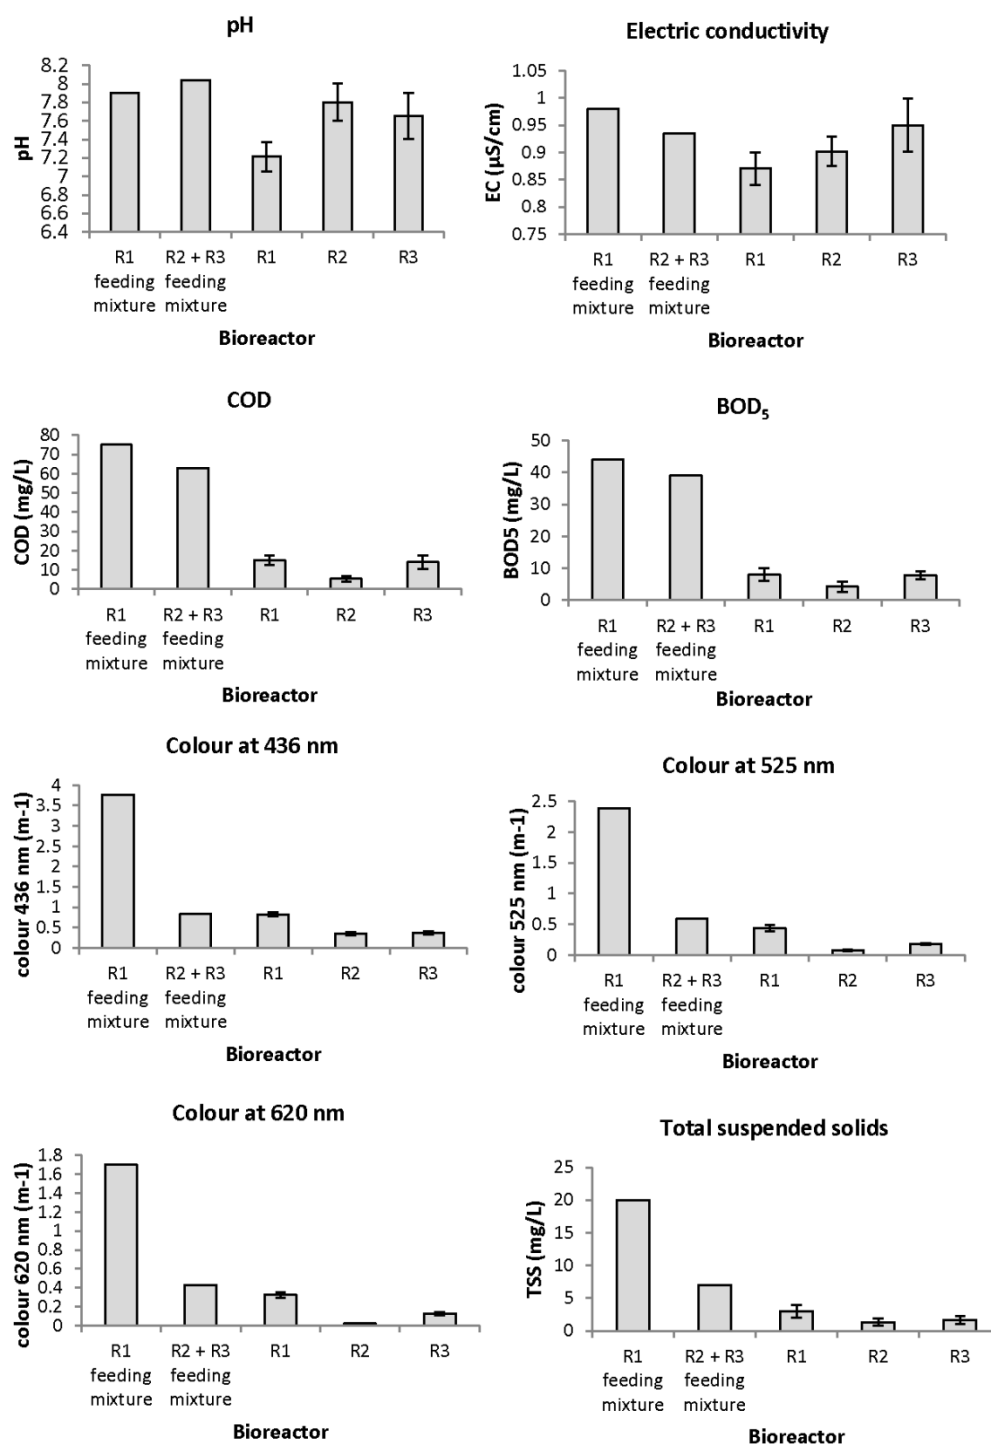 pH
8.2
8
7.8
7.6
7.4
7.2
7
6.8
6.6
6.4
pH
R1 feeding mixture
R2 + R3 feeding mixture
R1
R2
R3
Bioreactor
Electric conductivity
1.05
1
0.95
0.9
0.85
0.8
0.75
EC (µS/cm)
R1 feeding mixture
R2 + R3 feeding mixture
R1
R2
R3
Bioreactor
COD
80
70
60
50
40
30
20
10
0
COD (mg/L)
R1 feeding mixture
R2 + R3 feeding mixture
R1
R2
R3
Bioreactor
BOD₅
50
40
30
20
10
0
BOD5 (mg/L)
R1 feeding mixture
R2 + R3 feeding mixture
R1
R2
R3
Bioreactor
Colour at 436 nm
4
3.5
3
2.5
2
1.5
1
0.5
0
colour 436 nm (m-1)
R1 feeding mixture
R2 + R3 feeding mixture
R1
R2
R3
Bioreactor
Colour at 525 nm
2.5
2
1.5
1
0.5
0
colour 525 nm (m-1)
R1 feeding mixture
R2 + R3 feeding mixture
R1
R2
R3
Bioreactor
Colour at 620 nm
1.8
1.6
1.4
1.2
1
0.8
0.6
0.4
0.2
0
colour 620 nm (m-1)
R1 feeding mixture
R2 + R3 feeding mixture
R1
R2
R3
Bioreactor
Total suspended solids
25
20
15
10
5
0
TSS (mg/L)
R1 feeding mixture
R2 + R3 feeding mixture
R1
R2
R3
Bioreactor